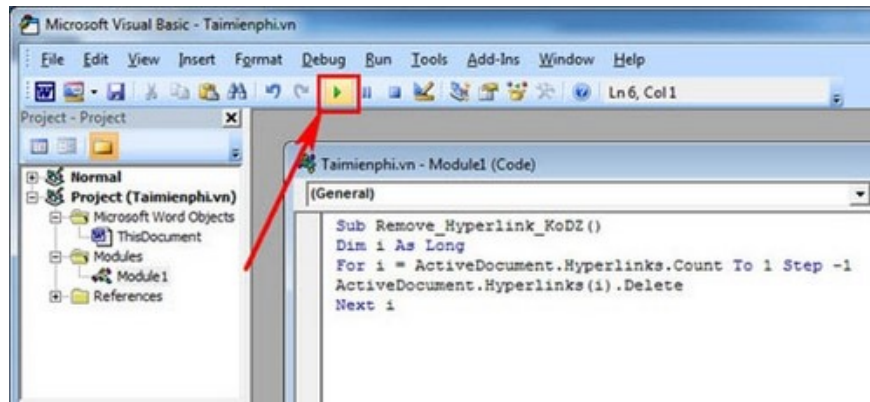 Microsoft Visual Basic - Taimienphi.vn
File Edit View Insert Format Debug Run Tools Add-Ins Window Help
Ln 6, Col 1
Project - Project
Normal
Project (Taimienphi.vn)
Microsoft Word Objects
ThisDocument
Modules
Module1
References
Taimienphi.vn - Module1 (Code)
(General)
Sub Remove_Hyperlink_KoDZ()
Dim i As Long
For i = ActiveDocument.Hyperlinks.Count To 1 Step -1
ActiveDocument.Hyperlinks(i).Delete
Next i